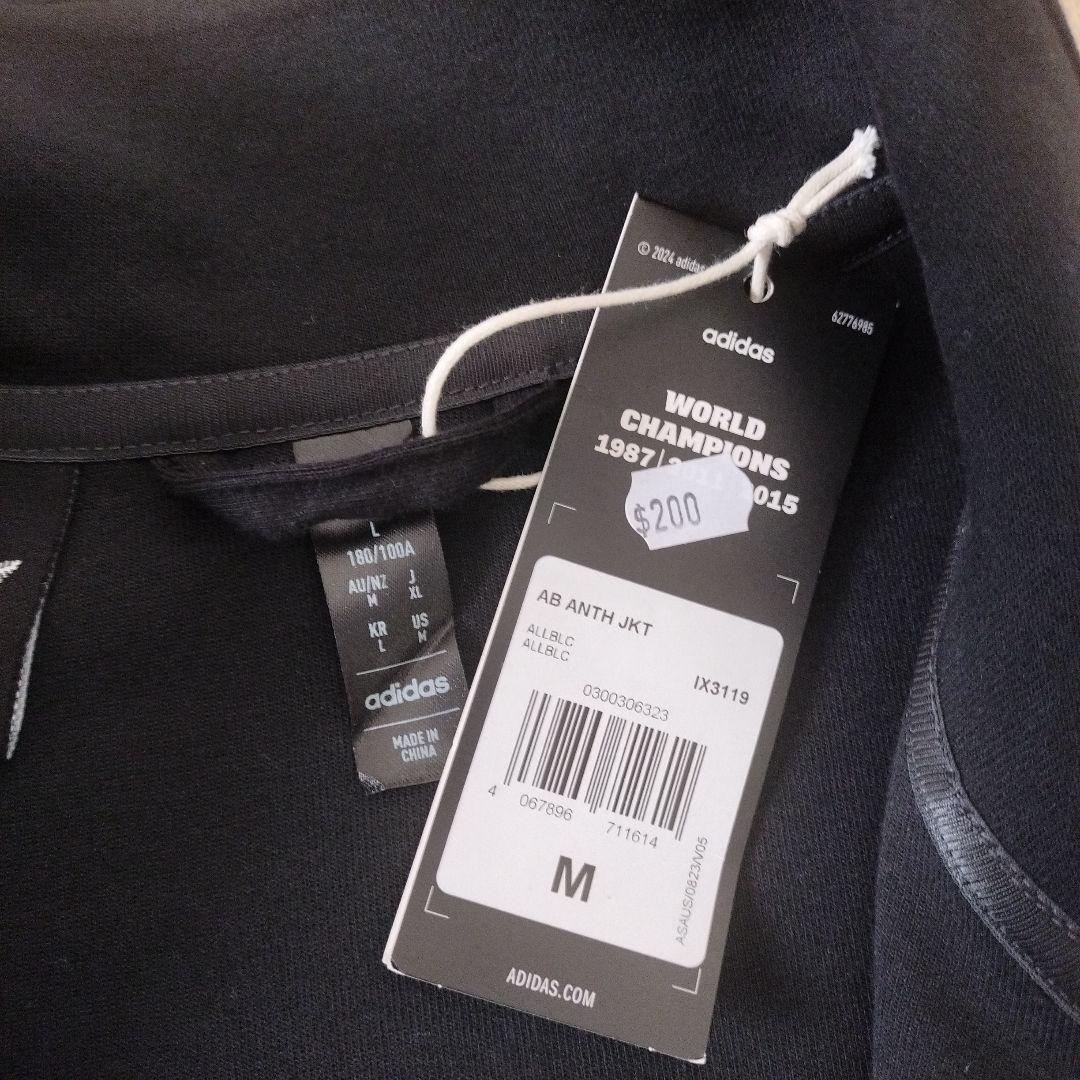 © 2024 adidas
62776985
adidas
WORLD
CHAMPIONS
1987|2011 2015
$200
AB ANTH JKT
ALLBLC
ALLBLC
IX3119
0300306323
4 067896 711614
M
ASAUS/0823/V05
ADIDAS.COM
L
180/100A
AU/NZ J
M XL
KR US
L M
adidas
MADE IN
CHINA